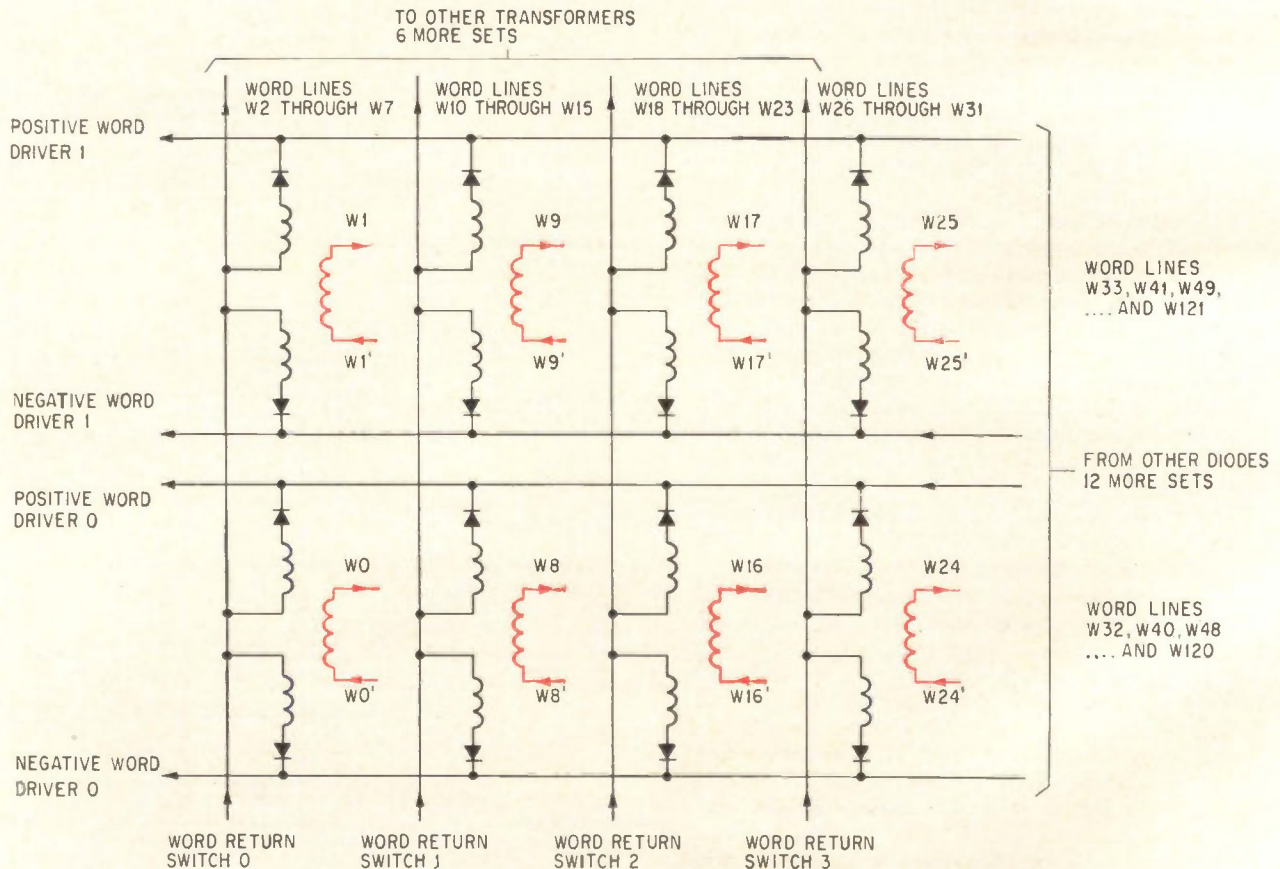 TO OTHER TRANSFORMERS
6 MORE SETS
WORD LINES
W2 THROUGH W7
WORD LINES
W10 THROUGH W15
WORD LINES
W18 THROUGH W23
WORD LINES
W26 THROUGH W31
POSITIVE WORD
DRIVER 1
W1
W9
W17
W25
WORD LINES
W33, W41, W49,
.... AND W121
W1'
W9'
W17'
W25'
NEGATIVE WORD
DRIVER 1
FROM OTHER DIODES
12 MORE SETS
POSITIVE WORD
DRIVER 0
W0
W8
W16
W24
WORD LINES
W32, W40, W48
.... AND W120
W0'
W8'
W16'
W24'
NEGATIVE WORD
DRIVER 0
WORD RETURN
SWITCH 0
WORD RETURN
SWITCH 1
WORD RETURN
SWITCH 2
WORD RETURN
SWITCH 3